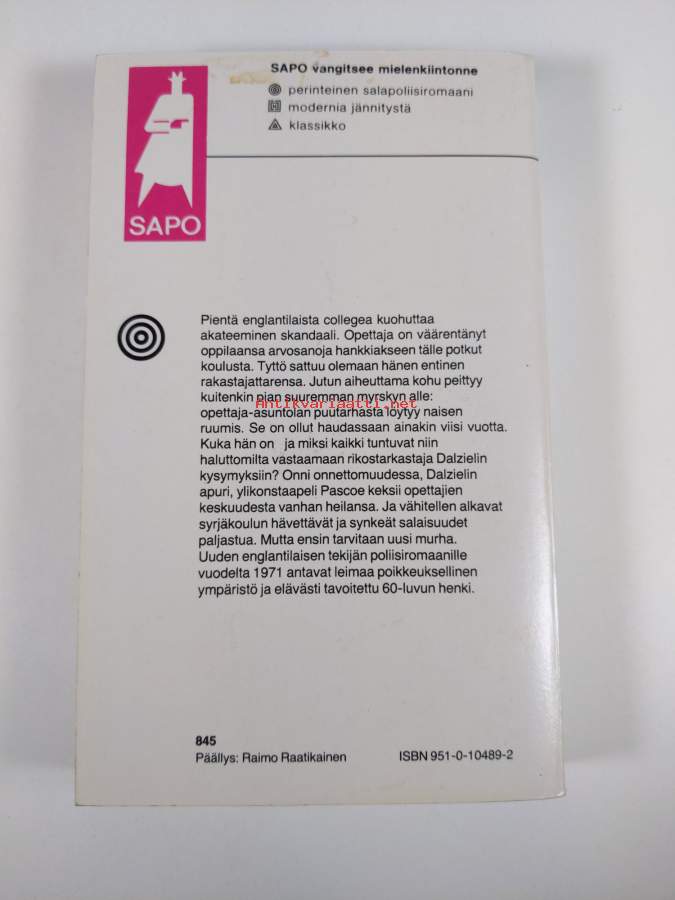 SAPO vangitsee mielenkiintonne
perinteinen salapoliisiromaani
modernia jännitystä
klassikko
SAPO
Pientä englantilaista collegea kuohuttaa
akateeminen skandaali. Opettaja on väärentänyt
oppilaansa arvosanoja hankkiakseen tälle potkut
koulusta. Tyttö sattuu olemaan hänen entinen
rakastajattarensa. Jutun aiheuttama kohu peittyy
kuitenkin pian suuremman myrskyn alle:
Antikvariaatti.net
opettaja-asuntolan puutarhasta löytyy naisen
ruumis. Se on ollut haudassaan ainakin viisi vuotta.
Kuka hän on ja miksi kaikki tuntuvat niin
haluttomilta vastaamaan rikostarkastaja Dalzielin
kysymyksiin? Onni onnettomuudessa, Dalzielin
apuri, ylikonstaapeli Pascoe keksii opettajien
keskuudesta vanhan heilansa. Ja vähitellen alkavat
syrjäkoulun hävettävät ja synkeät salaisuudet
paljastua. Mutta ensin tarvitaan uusi murha.
Uuden englantilaisen tekijän poliisiromaanille
vuodelta 1971 antavat leimaa poikkeuksellinen
ympäristö ja elävästi tavoitettu 60-luvun henki.
845
Päällys: Raimo Raatikainen ISBN 951-0-10489-2